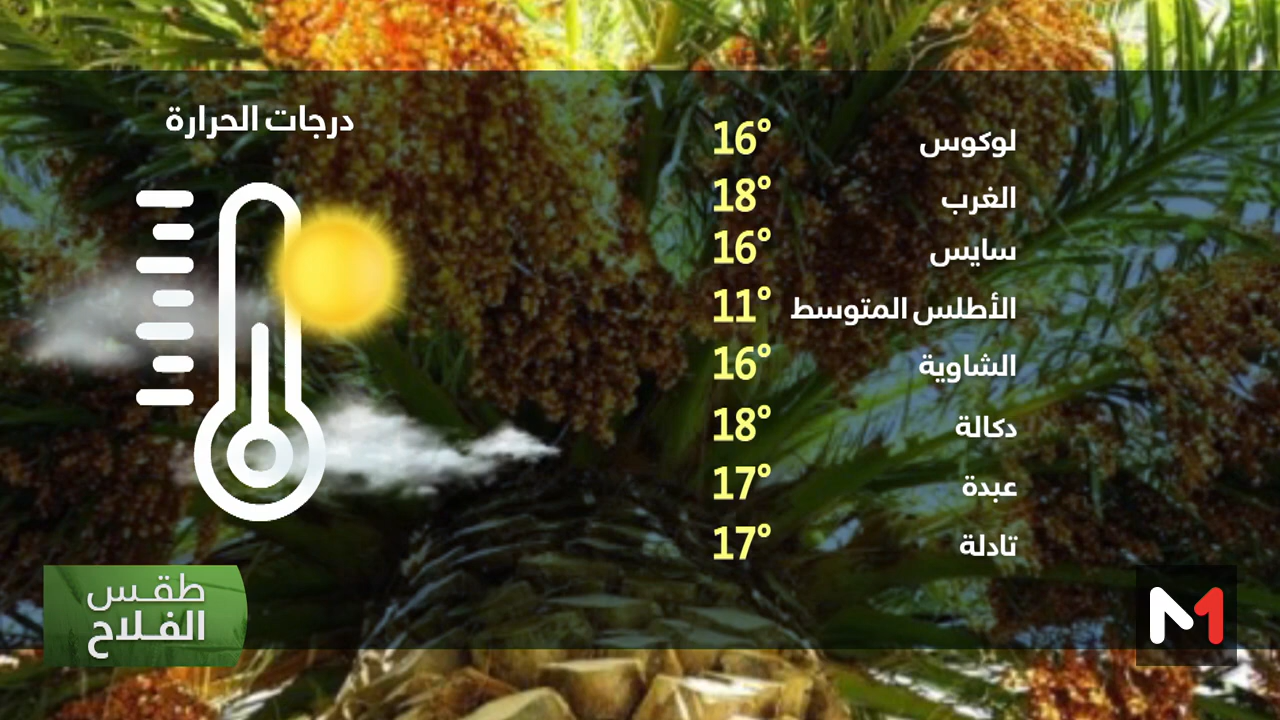 درجات الحرارة
لوكوس 16°
الغرب 18°
سايس 16°
الأطلس المتوسط 11°
الشاوية 16°
دكالة 18°
عبدة 17°
تادلة 17°
طقس
الفلاح
M1